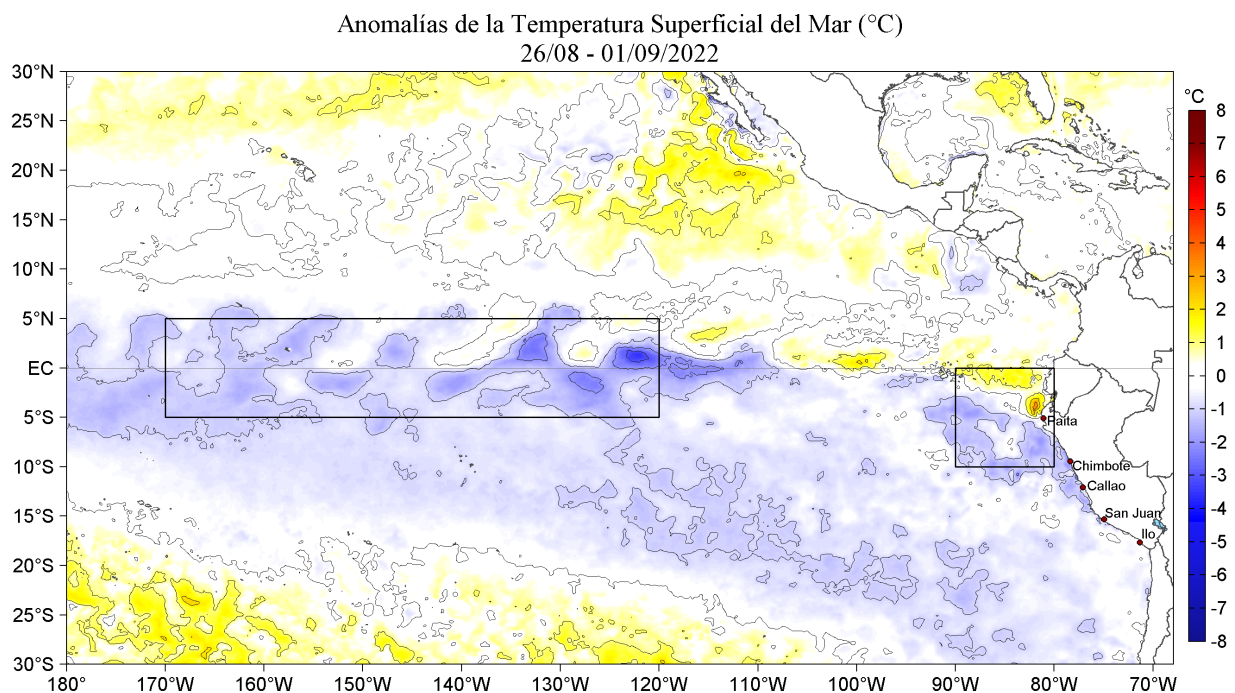 Anomalías de la Temperatura Superficial del Mar (°C)
26/08 - 01/09/2022
°C
30°N
25°N
20°N
15°N
10°N
5°N
EC
5°S
10°S
15°S
20°S
25°S
30°S
180
170°W
160°W
150°W
140°W
130°W
120°W
110°W
100°W
90°W
80°W
70°W
Paita
Chimbote
Callao
San Juan
Ilo
8
7
6
5
4
3
2
1
0
-1
-2
-3
-4
-5
-6
-7
-8